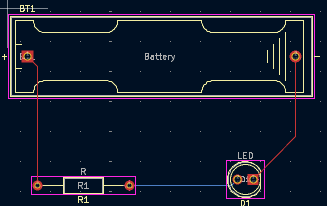 BT1
+ Battery -
LED
R
R1
R1
D1